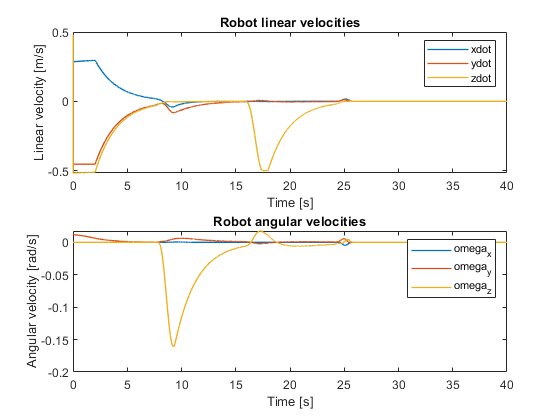 Robot linear velocities
0.5
0
-0.5
Linear velocity [m/s]
xdot
ydot
zdot
0 5 10 15 20 25 30 35 40
Time [s]
Robot angular velocities
0
-0.05
-0.1
-0.15
-0.2
Angular velocity [rad/s]
omega_x
omega_y
omega_z
0 5 10 15 20 25 30 35 40
Time [s]